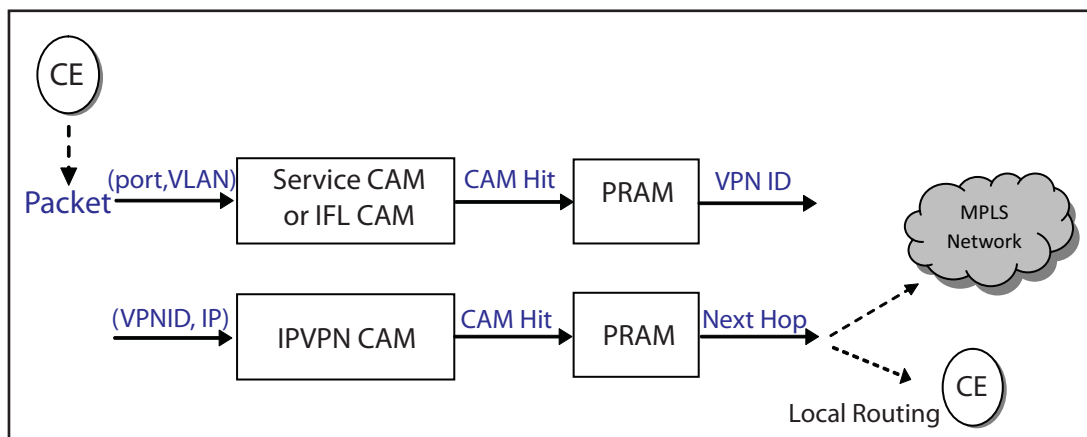 CE
Packet
(port,VLAN)
Service CAM
or IFL CAM
CAM Hit
PRAM
VPN ID
MPLS
Network
(VPNID, IP)
IPVPN CAM
CAM Hit
PRAM
Next Hop
Local Routing
CE